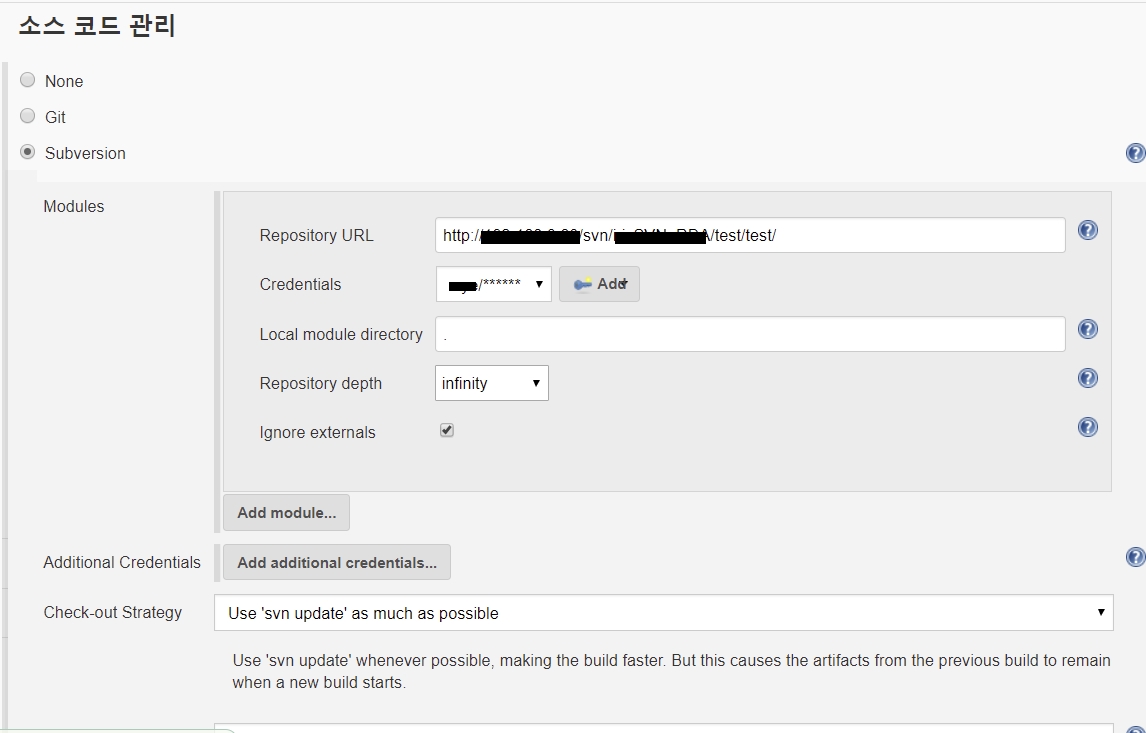 소스 코드 관리
None
Git
Subversion
Modules
Repository URL
http:// /svn/ /test/test/
Credentials
/******
Add
Local module directory
.
Repository depth
infinity
Ignore externals
Add module...
Additional Credentials
Add additional credentials...
Check-out Strategy
Use 'svn update' as much as possible
Use 'svn update' whenever possible, making the build faster. But this causes the artifacts from the previous build to remain
when a new build starts.